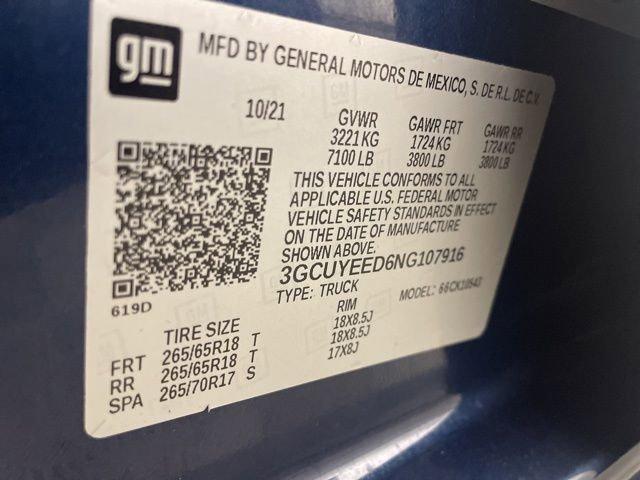 gm
MFD BY GENERAL MOTORS DE MEXICO, S. DE R.L. DE C.V.
10/21 GVWR GAWR FRT GAWR RR
3221 KG 1724 KG 1724 KG
7100 LB 3800 LB 3800 LB
THIS VEHICLE CONFORMS TO ALL
APPLICABLE U.S. FEDERAL MOTOR
VEHICLE SAFETY STANDARDS IN EFFECT
ON THE DATE OF MANUFACTURE
SHOWN ABOVE.
3GCUYEED6NG107916
TYPE: TRUCK MODEL: 66CK10543
619D
TIRE SIZE RIM
FRT 265/65R18 T 18X8.5J
RR 265/65R18 T 18X8.5J
SPA 265/70R17 S 17X8J